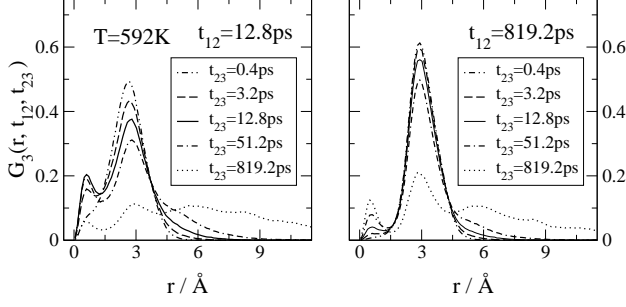 T=592K
t12=12.8ps
t12=819.2ps
G3(r, t12, t23)
0.6
0.4
0.2
0
t23=0.4ps
t23=3.2ps
t23=12.8ps
t23=51.2ps
t23=819.2ps
t23=0.4ps
t23=3.2ps
t23=12.8ps
t23=51.2ps
t23=819.2ps
0.6
0.4
0.2
0
0 3 6 9
0 3 6 9
r / Å
r / Å